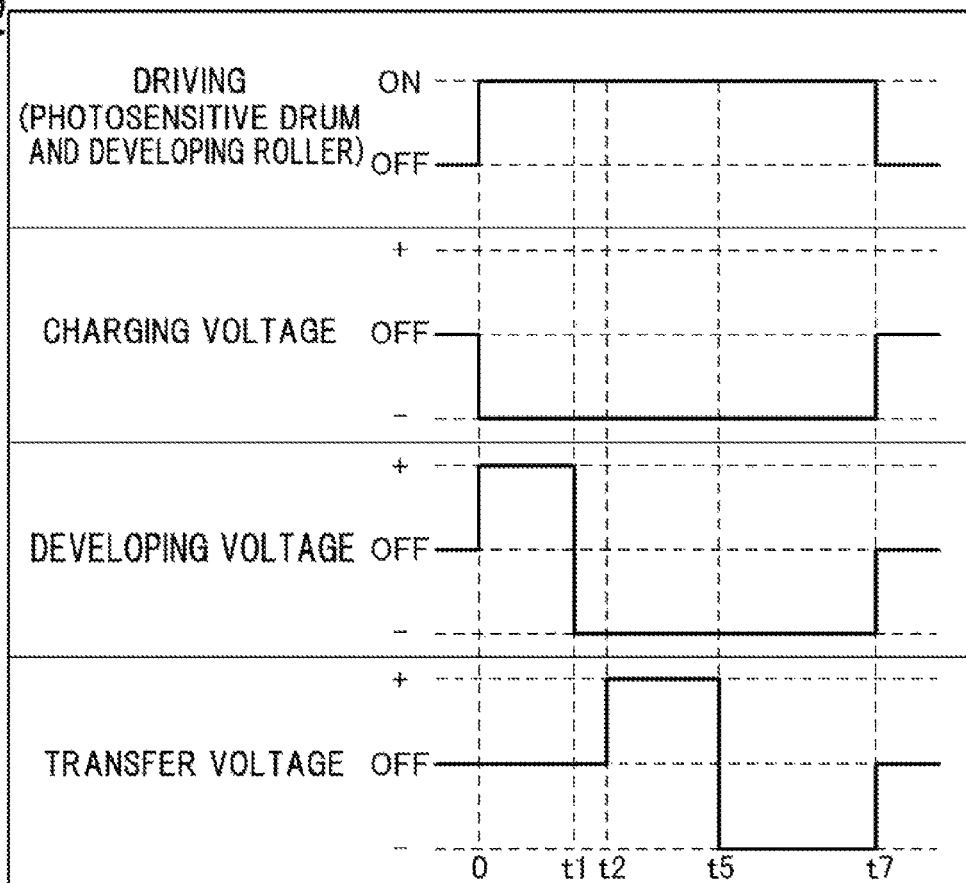 DRIVING
(PHOTOSENSITIVE DRUM
AND DEVELOPING ROLLER)
ON
OFF
CHARGING VOLTAGE
+
OFF
-
DEVELOPING VOLTAGE
+
OFF
-
TRANSFER VOLTAGE
+
OFF
-
0 t1 t2 t5 t7